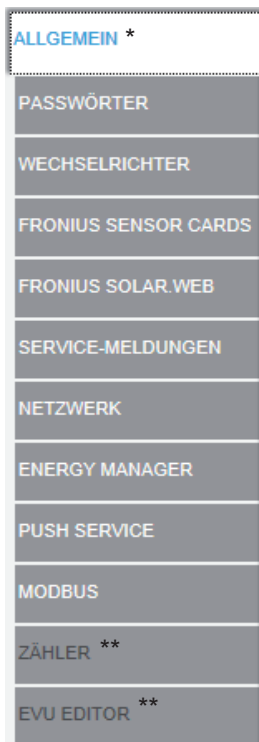 ALLGEMEIN *
PASSWÖRTER
WECHSELRICHTER
FRONIUS SENSOR CARDS
FRONIUS SOLAR.WEB
SERVICE-MELDUNGEN
NETZWERK
ENERGY MANAGER
PUSH SERVICE
MODBUS
ZÄHLER **
EVU EDITOR **